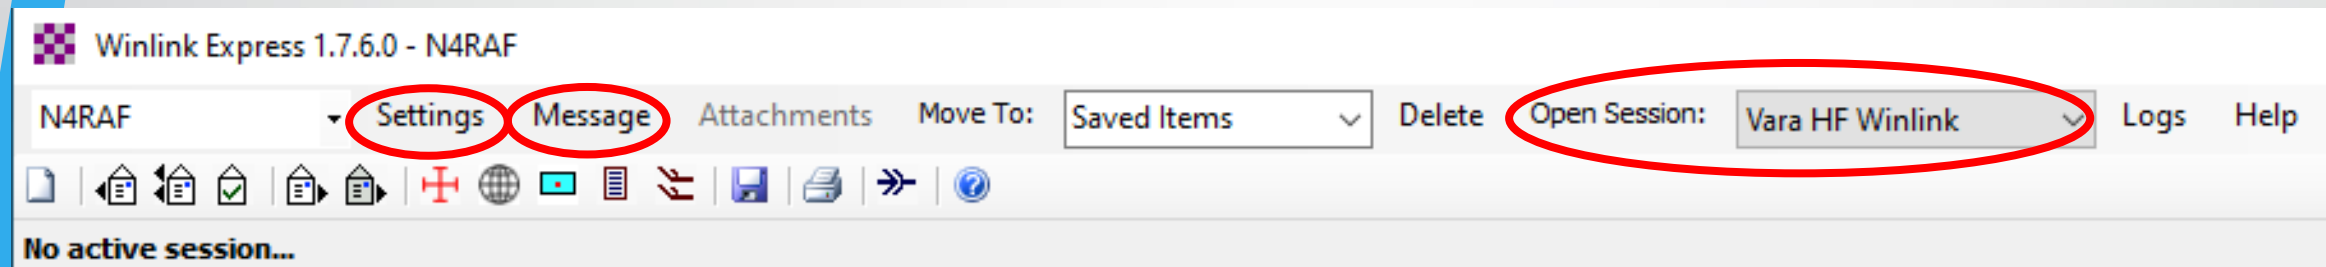 Winlink Express 1.7.6.0 - N4RAF
N4RAF Settings Message Attachments Move To: Saved Items Delete Open Session: Vara HF Winlink Logs Help
No active session...